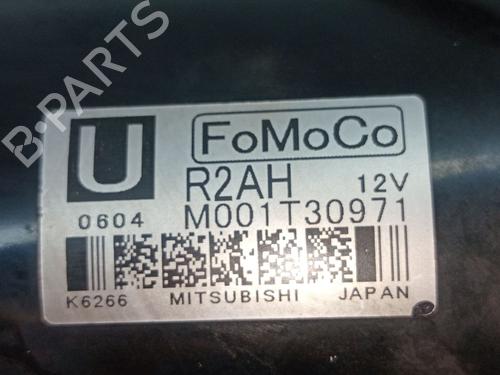 B-PARTS
U FoMoCo
R2AH 12V
0604 M001T30971
K6266 MITSUBISHI JAPAN